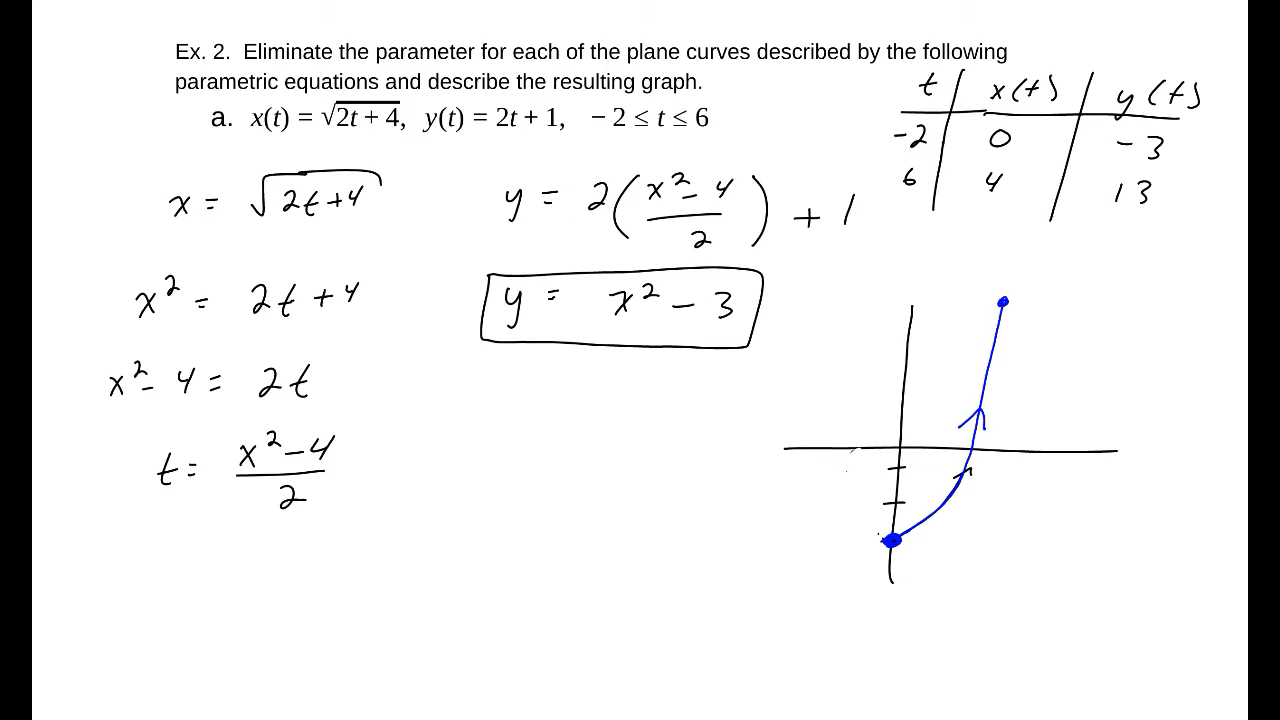 Ex. 2. Eliminate the parameter for each of the plane curves described by the following
parametric equations and describe the resulting graph.
a. x(t) = √2t + 4, y(t) = 2t + 1, − 2 ≤ t ≤ 6
t x(t) y(t)
-2 0 -3
6 4 13
x = √2t+4
x² = 2t + 4
x² - 4 = 2t
t = (x² - 4)/2
y = 2((x² - 4)/2) + 1
y = x² - 3